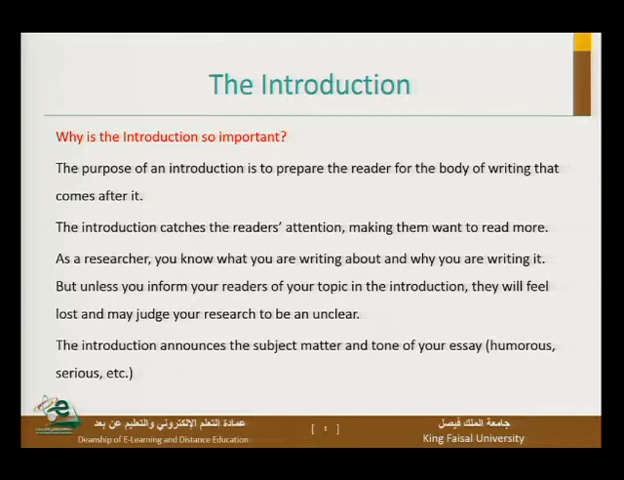 The Introduction
Why is the Introduction so important?
The purpose of an introduction is to prepare the reader for the body of writing that
comes after it.
The introduction catches the readers' attention, making them want to read more.
As a researcher, you know what you are writing about and why you are writing it.
But unless you inform your readers of your topic in the introduction, they will feel
lost and may judge your research to be an unclear.
The introduction announces the subject matter and tone of your essay (humorous,
serious, etc.)
عمادة التعلم الإلكتروني والتعليم عن بعد
Deanship of E-Learning and Distance Education
[ ١ ]
جامعة الملك فيصل
King Faisal University